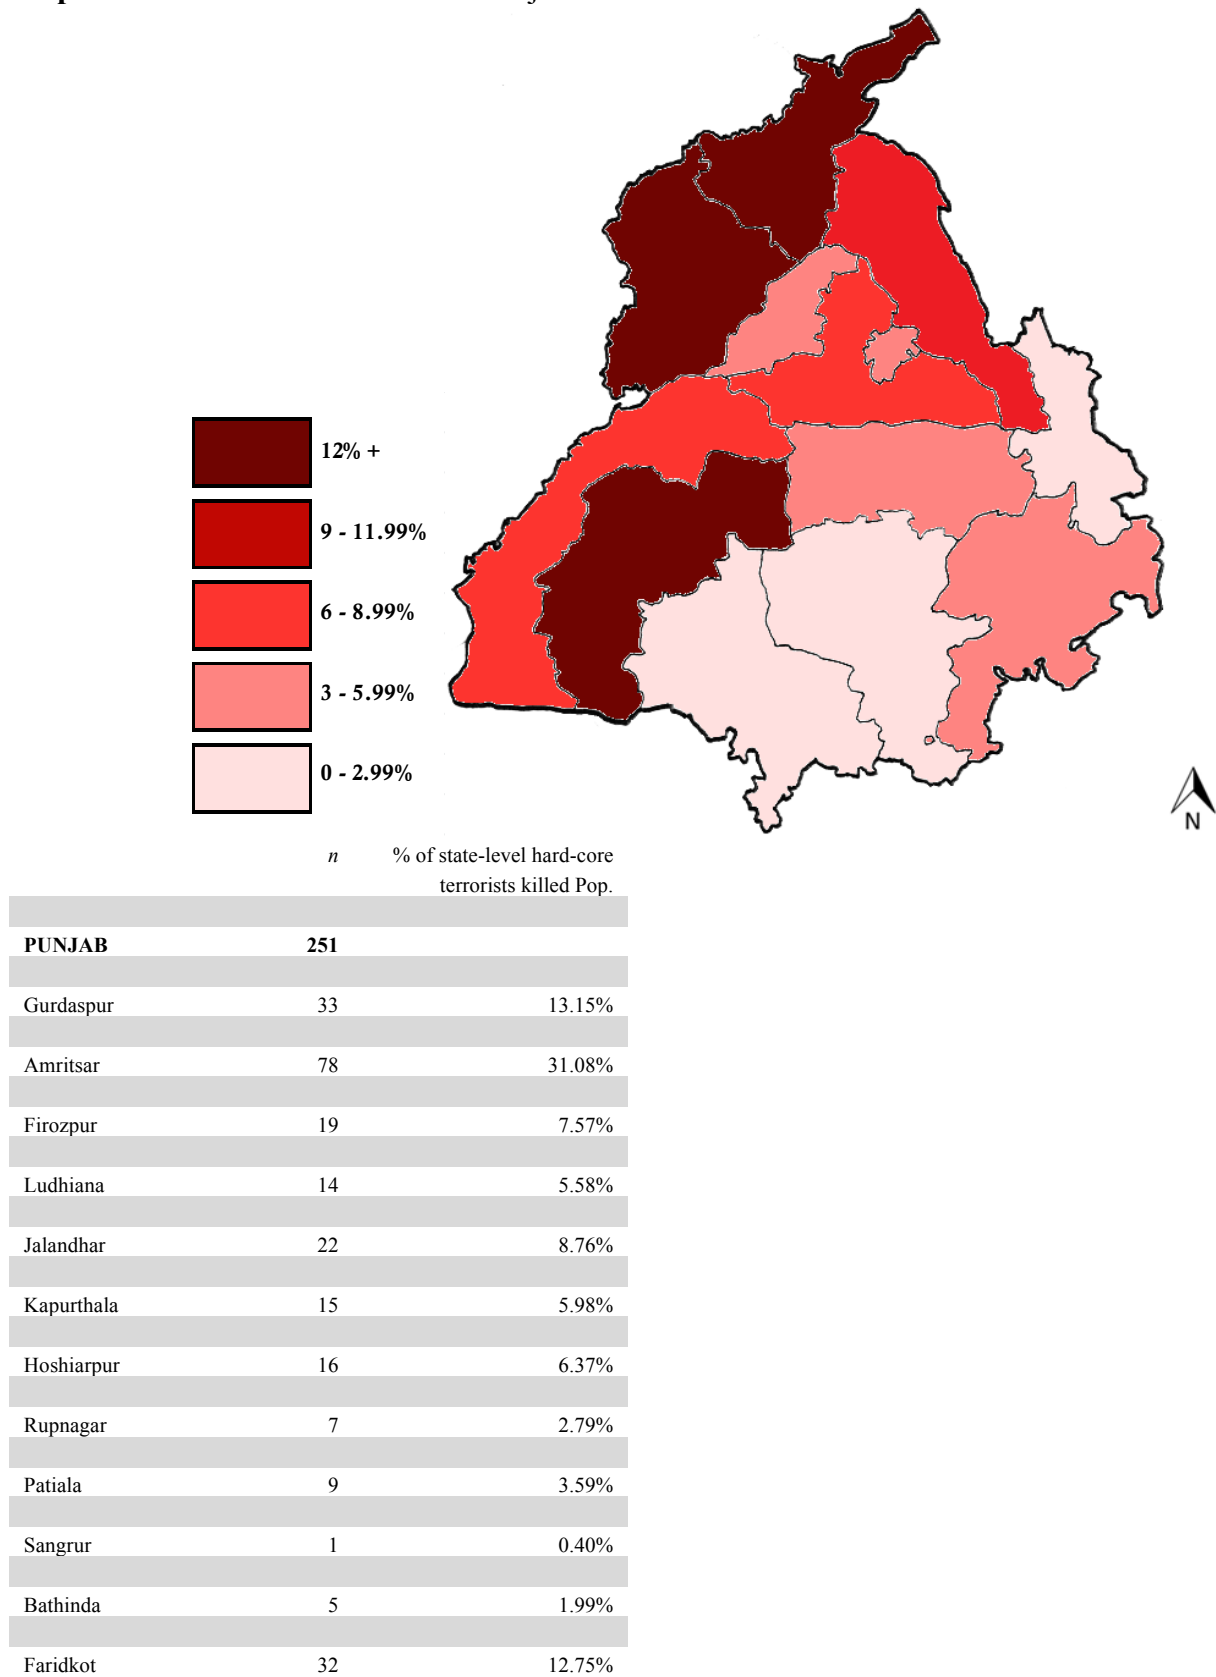 12% +
9 - 11.99%
6 - 8.99%
3 - 5.99%
0 - 2.99%
N
n % of state-level hard-core
terrorists killed Pop.
PUNJAB 251
Gurdaspur 33 13.15%
Amritsar 78 31.08%
Firozpur 19 7.57%
Ludhiana 14 5.58%
Jalandhar 22 8.76%
Kapurthala 15 5.98%
Hoshiarpur 16 6.37%
Rupnagar 7 2.79%
Patiala 9 3.59%
Sangrur 1 0.40%
Bathinda 5 1.99%
Faridkot 32 12.75%